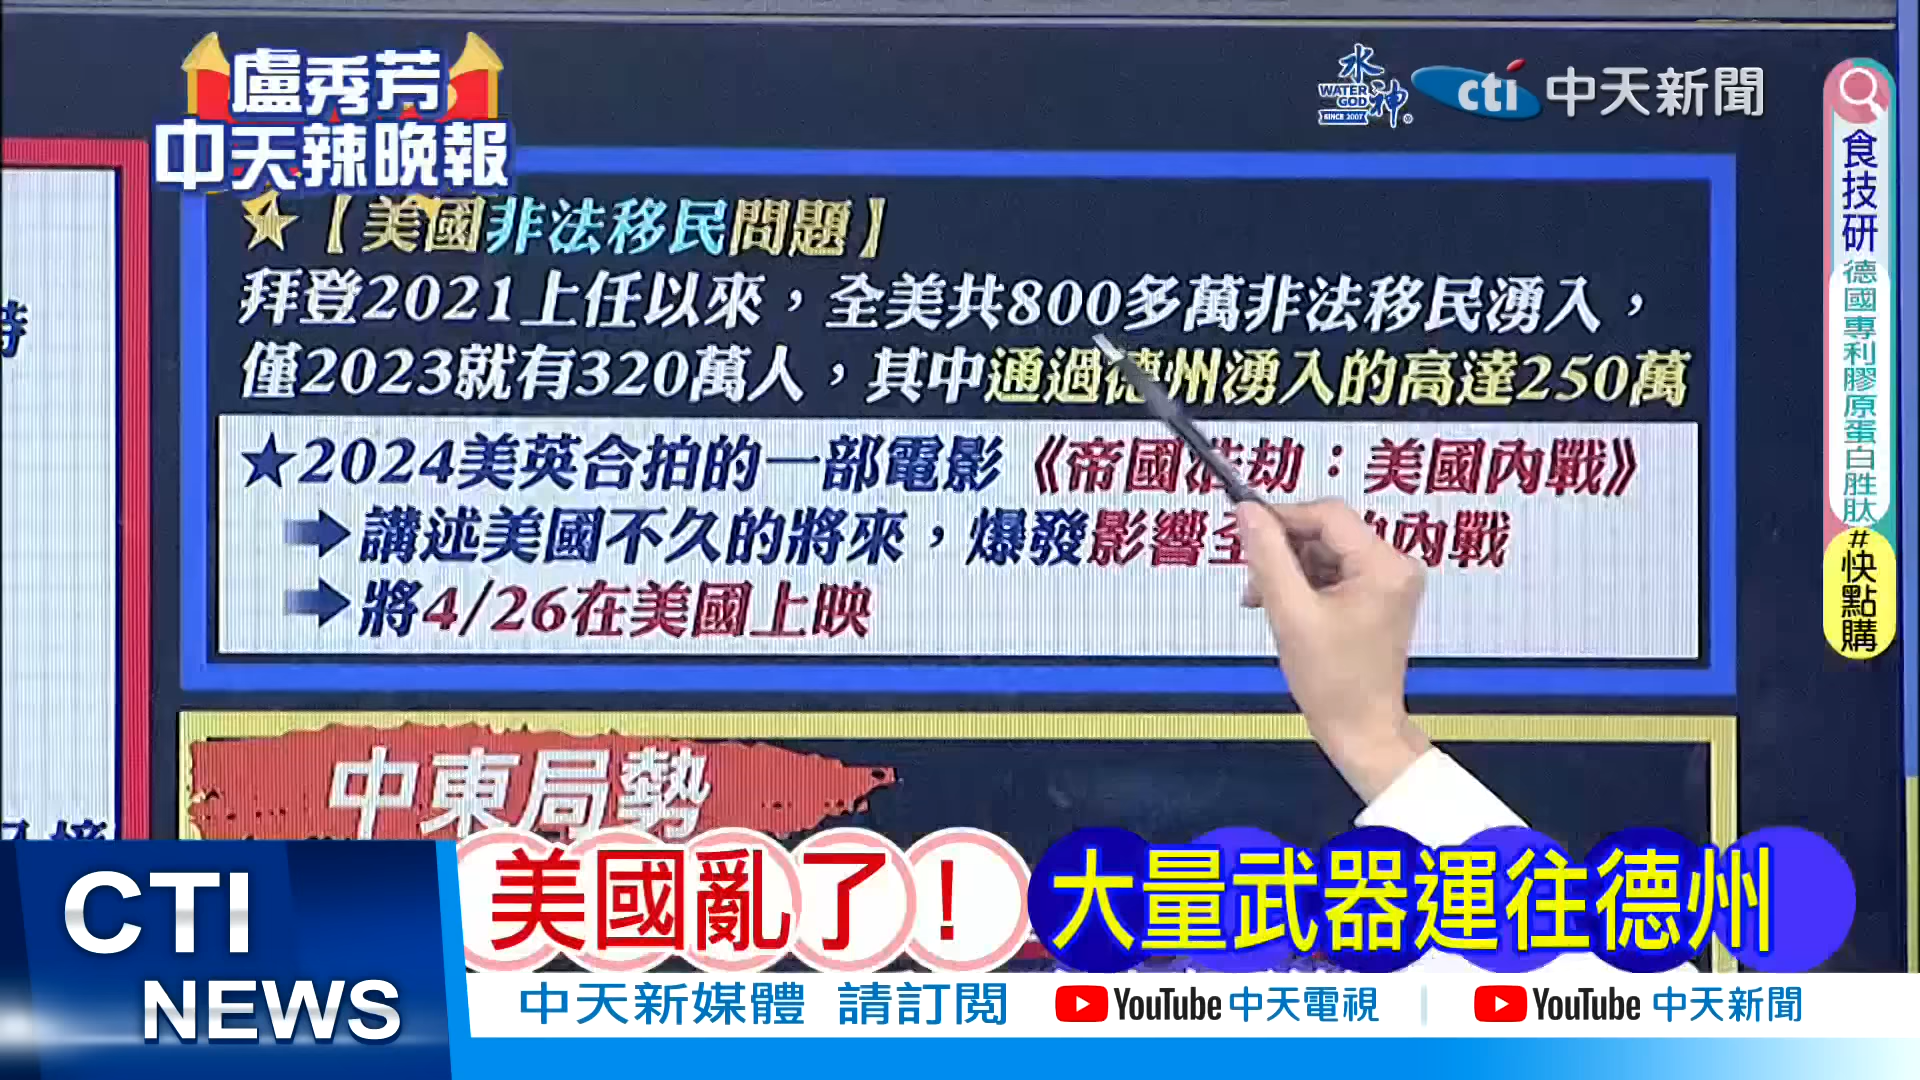 盧秀芳
中天辣晚報
水神
WATER GOD
SINCE 2007
cti 中天新聞
★【美國非法移民問題】
拜登2021上任以來，全美共800多萬非法移民湧入，
僅2023就有320萬人，其中通過德州湧入的高達250萬
★2024美英合拍的一部電影《帝國浩劫：美國內戰》
➡講述美國不久的將來，爆發影響全 內戰
➡將4/26在美國上映
中東局勢
食技研
德國專利膠原蛋白胜肽
#快點購
美國亂了！ 大量武器運往德州
CTI NEWS
中天新媒體 請訂閱 YouTube 中天電視 | YouTube 中天新聞